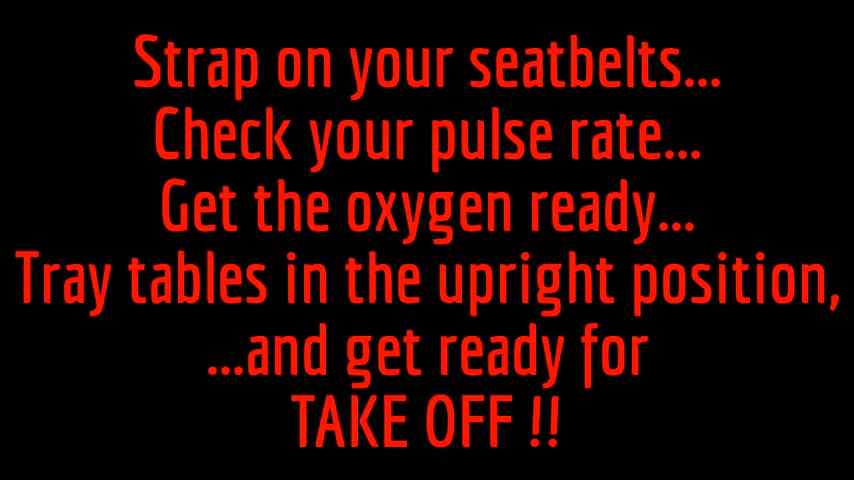 Strap on your seatbelts...
Check your pulse rate...
Get the oxygen ready...
Tray tables in the upright position,
...and get ready for
TAKE OFF !!